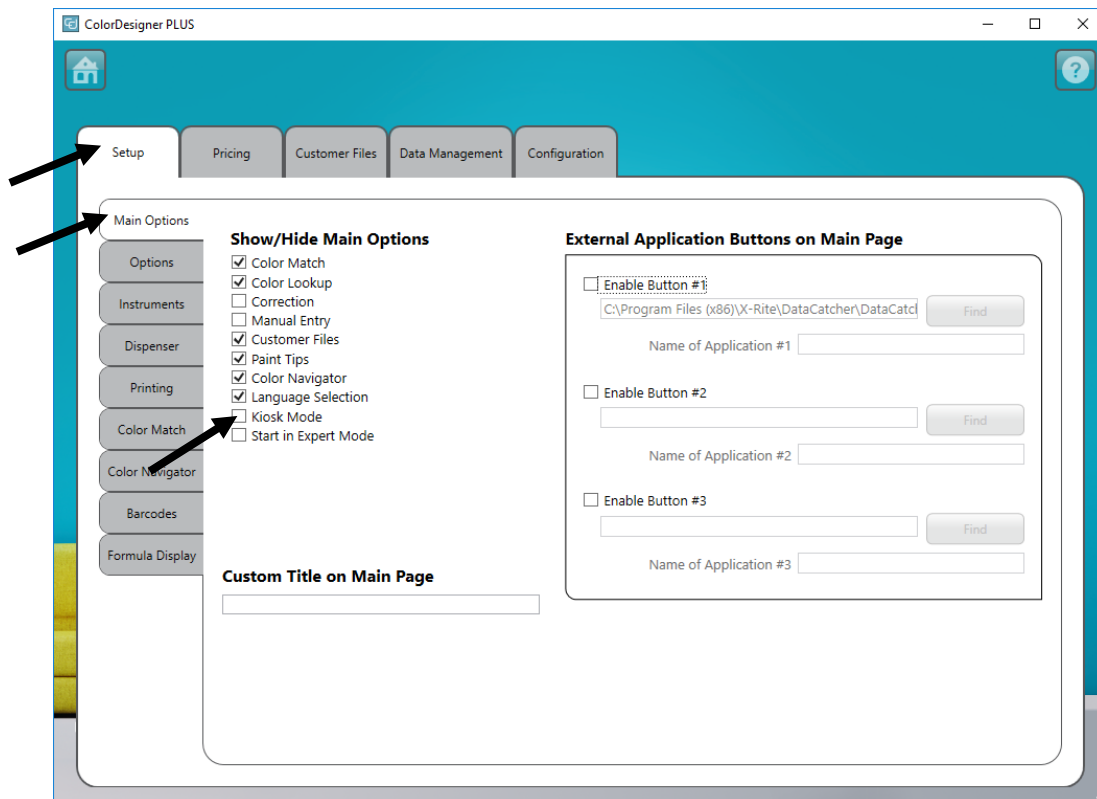 ColorDesigner PLUS
?
Setup
Pricing
Customer Files
Data Management
Configuration
Main Options
Options
Instruments
Dispenser
Printing
Color Match
Color Navigator
Barcodes
Formula Display
Show/Hide Main Options
Color Match
Color Lookup
Correction
Manual Entry
Customer Files
Paint Tips
Color Navigator
Language Selection
Kiosk Mode
Start in Expert Mode
Custom Title on Main Page
External Application Buttons on Main Page
Enable Button #1
C:\Program Files (x86)\X-Rite\DataCatcher\DataCatcl
Find
Name of Application #1
Enable Button #2
Find
Name of Application #2
Enable Button #3
Find
Name of Application #3